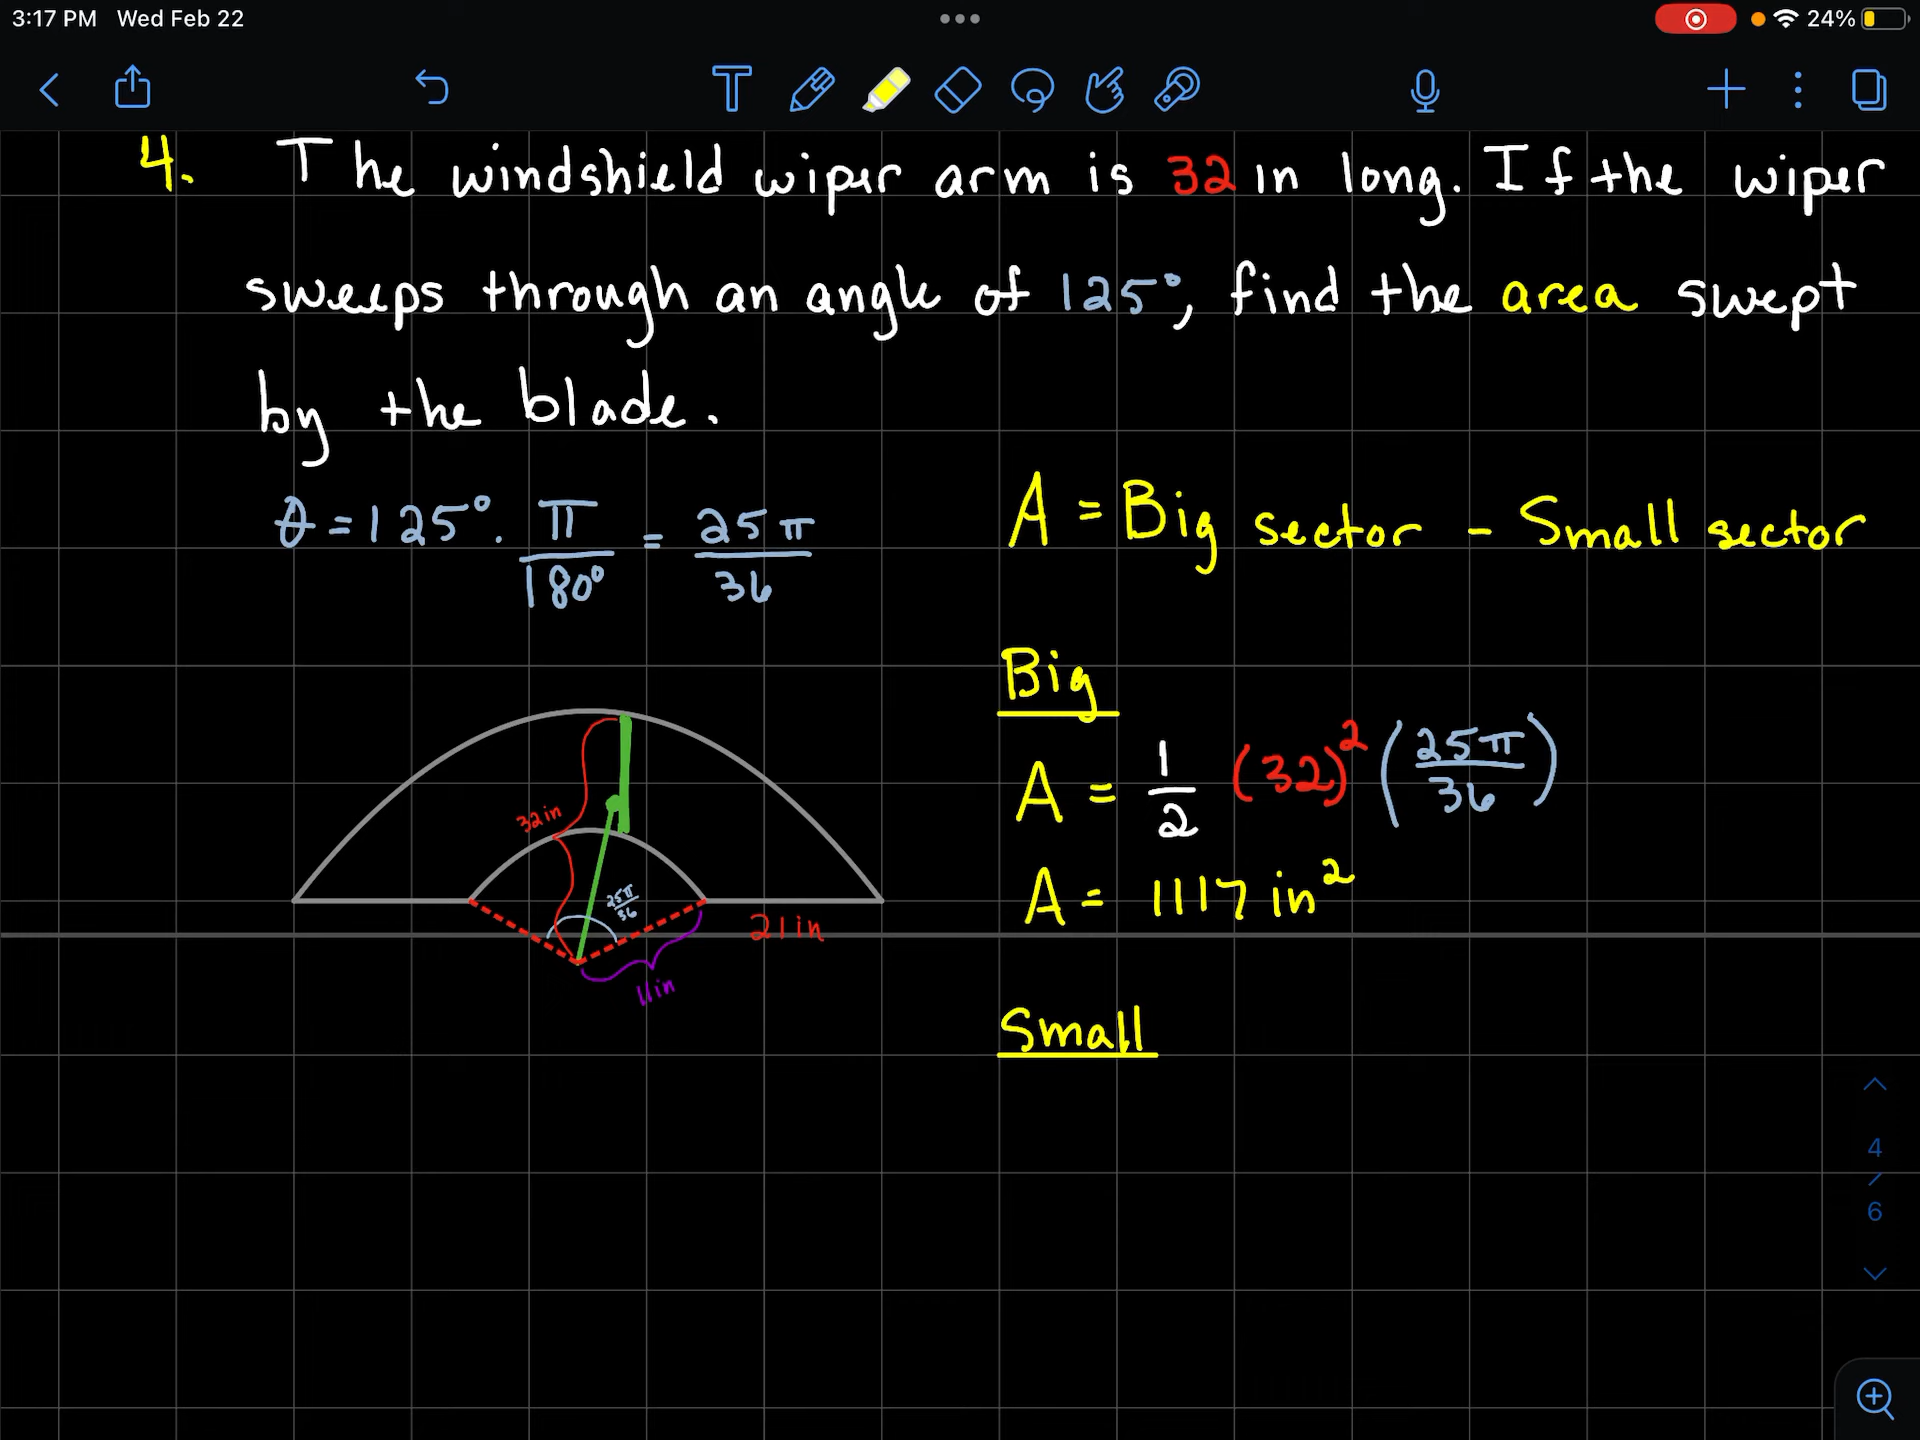 3:17 PM Wed Feb 22
24%
4. The windshield wiper arm is 32 in long. If the wiper
sweeps through an angle of 125°, find the area swept
by the blade.
θ = 125° · π/180° = 25π/36
A = Big sector - Small sector
Big
A = 1/2 (32)² (25π/36)
A = 1117 in²
32 in
25π/36
21 in
11 in
Small
4
/
6